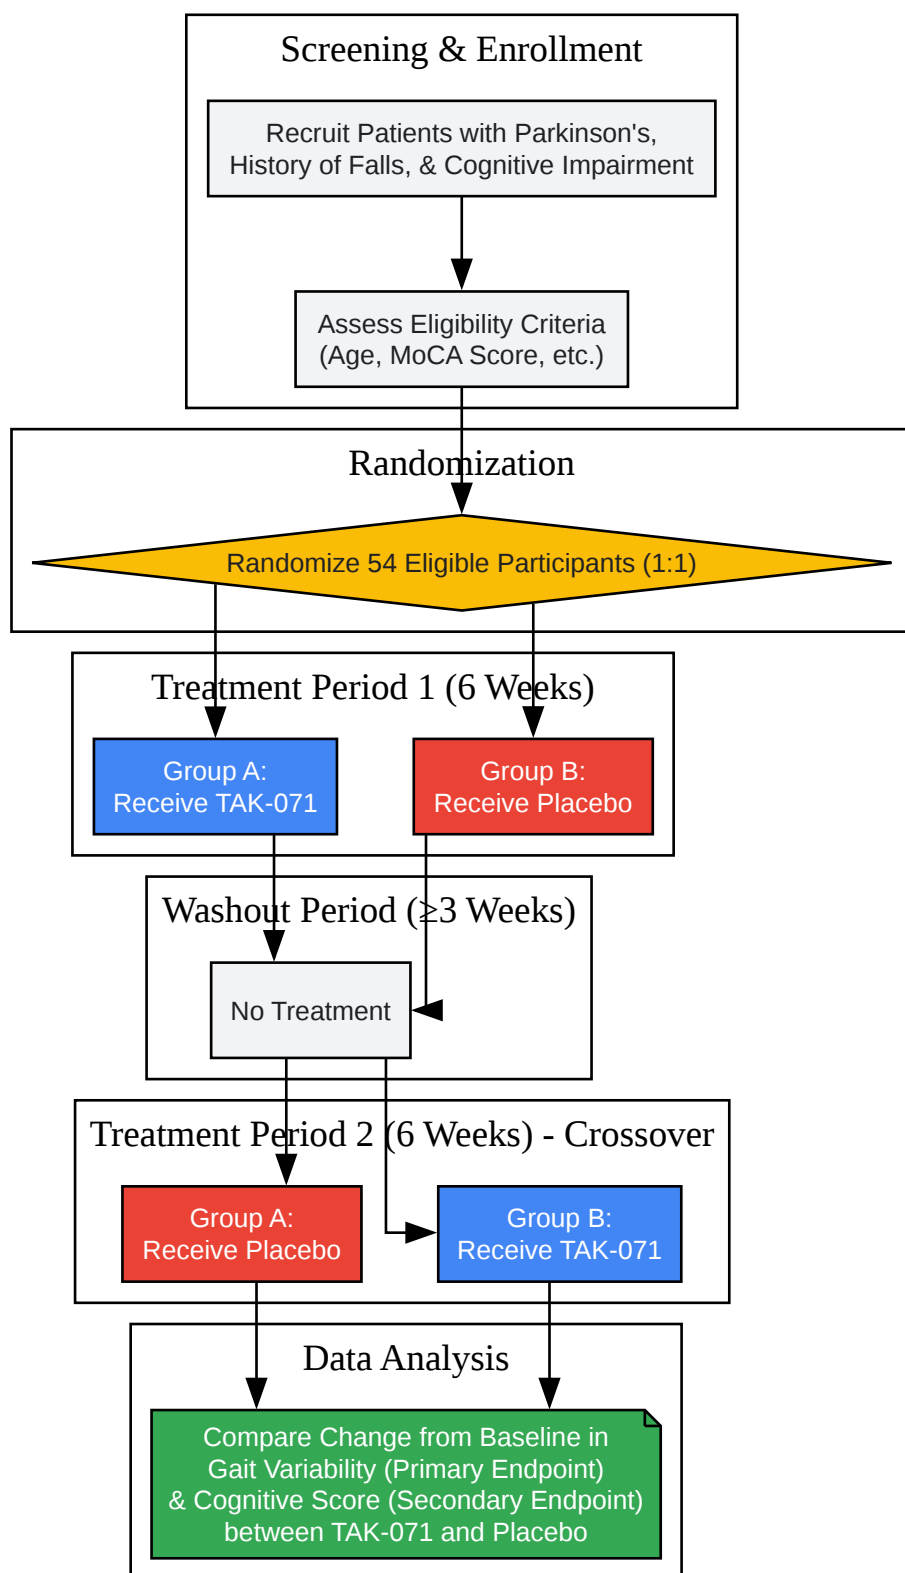 Screening & Enrollment
Recruit Patients with Parkinson's,
History of Falls, & Cognitive Impairment
Assess Eligibility Criteria
(Age, MoCA Score, etc.)
Randomization
Randomize 54 Eligible Participants (1:1)
Treatment Period 1 (6 Weeks)
Group A:
Receive TAK-071
Group B:
Receive Placebo
Washout Period (≥3 Weeks)
No Treatment
Treatment Period 2 (6 Weeks) - Crossover
Group A:
Receive Placebo
Group B:
Receive TAK-071
Data Analysis
Compare Change from Baseline in
Gait Variability (Primary Endpoint)
& Cognitive Score (Secondary Endpoint)
between TAK-071 and Placebo